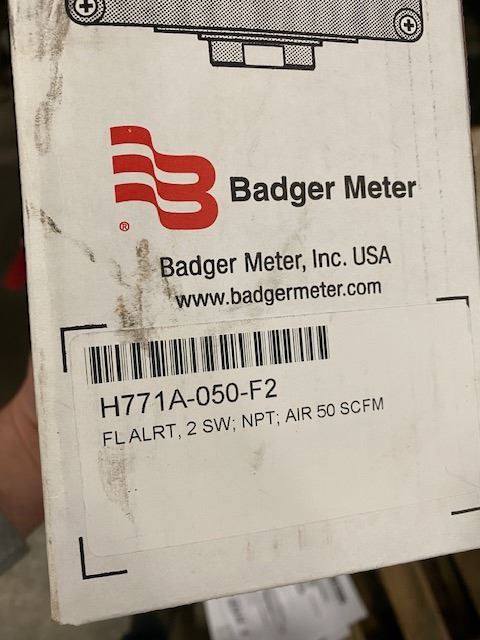 ®
Badger Meter
Badger Meter, Inc. USA
www.badgermeter.com
H771A-050-F2
FL ALRT, 2 SW; NPT; AIR 50 SCFM